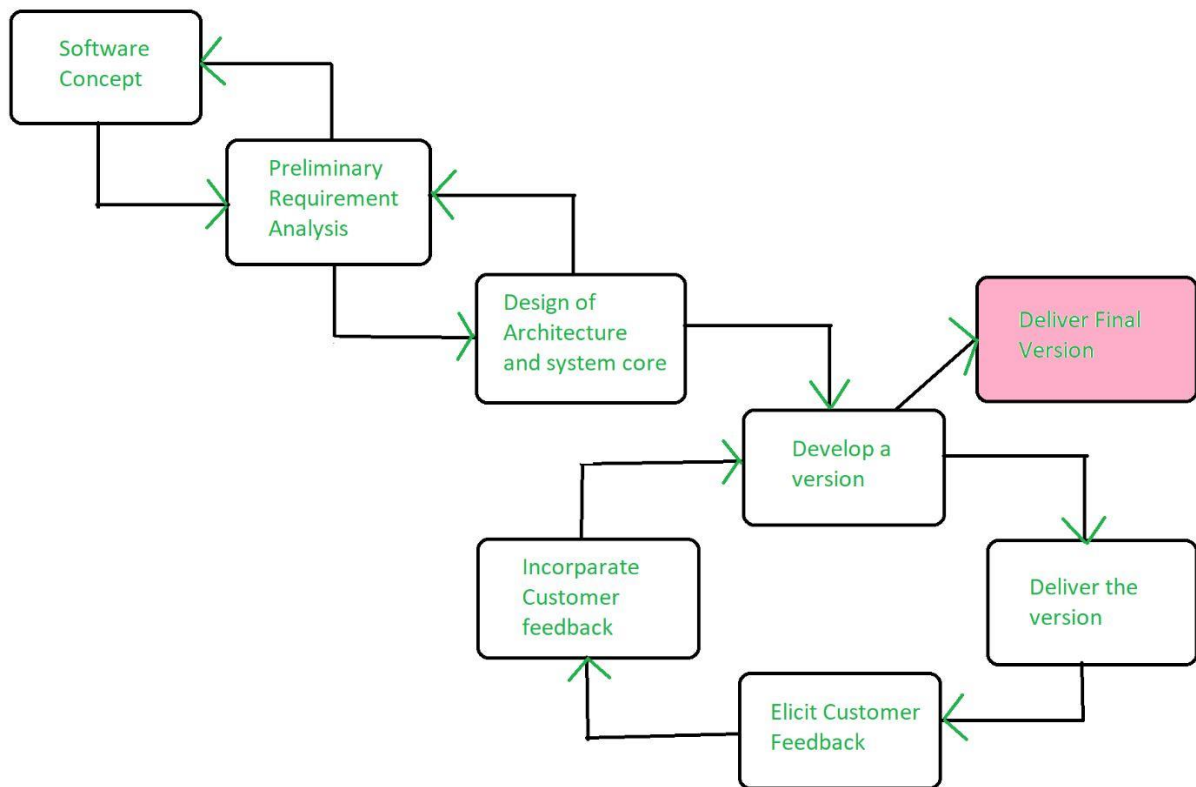 Software
Concept
Preliminary
Requirement
Analysis
Design of
Architecture
and system core
Deliver Final
Version
Develop a
version
Incorparate
Customer
feedback
Deliver the
version
Elicit Customer
Feedback